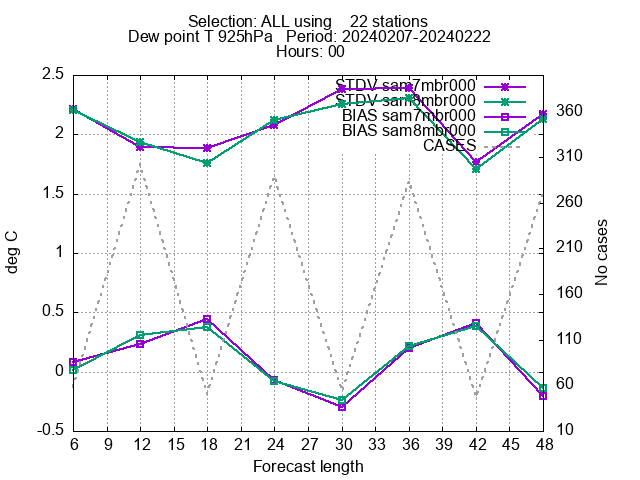 Selection: ALL using 22 stations
Dew point T 925hPa Period: 20240207-20240222
Hours: 00
STDV sam7mbr000
STDV sam8mbr000
BIAS sam7mbr000
BIAS sam8mbr000
CASES
2.5
2
1.5
1
0.5
0
-0.5
deg C
360
310
260
210
160
110
60
10
No cases
6 9 12 15 18 21 24 27 30 33 36 39 42 45 48
Forecast length